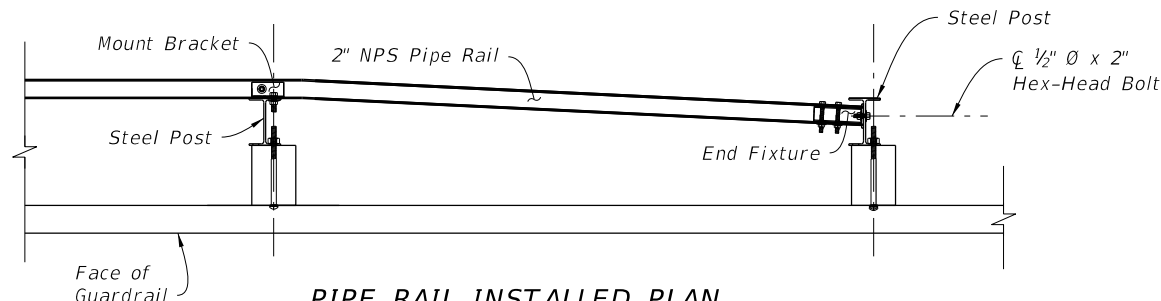 Steel Post
Mount Bracket
2" NPS Pipe Rail
℄ ½" Ø x 2"
Hex-Head Bolt
Steel Post
End Fixture
Face of
Guardrail
PIPE RAIL INSTALLED PLAN